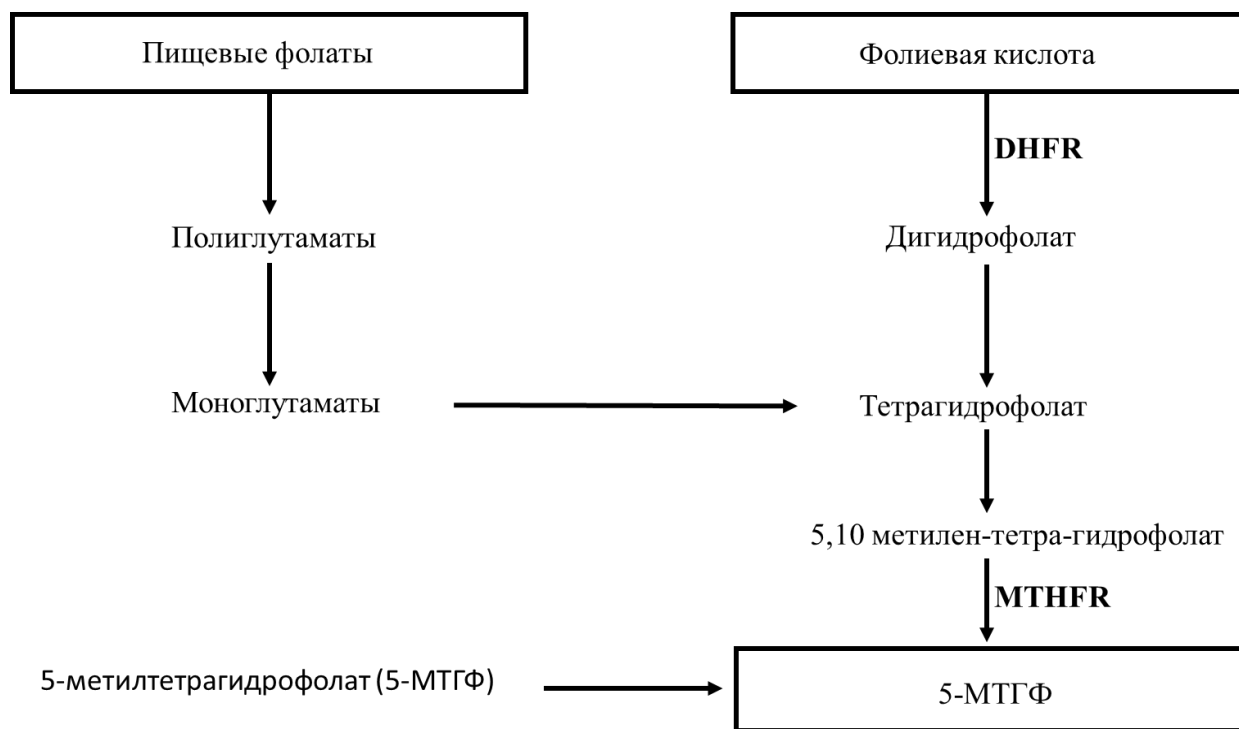 Пищевые фолаты
Фолиевая кислота
DHFR
Полиглутаматы
Дигидрофолат
Моноглутаматы
Тетрагидрофолат
5,10 метилен-тетра-гидрофолат
MTHFR
5-метилтетрагидрофолат (5-МТГФ)
5-МТГФ